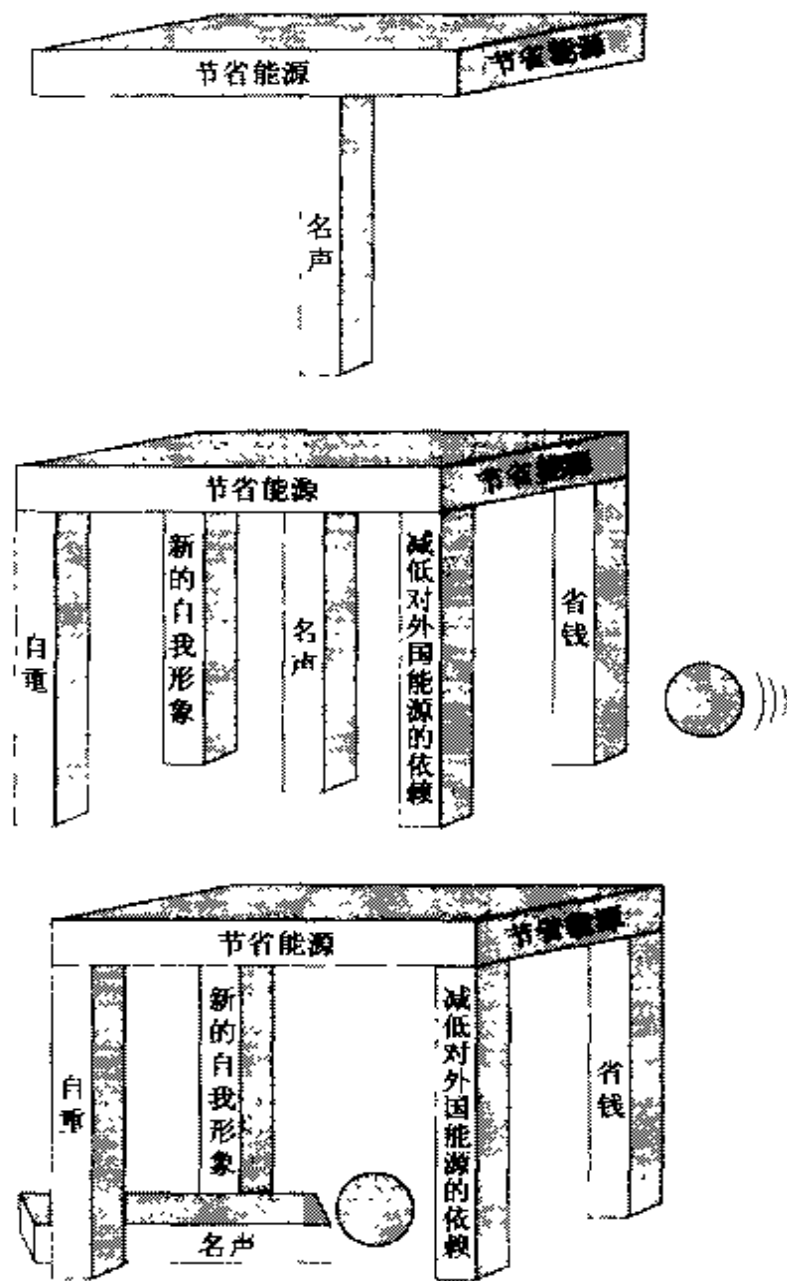 节省能源
节省能源
名声
节省能源
节省能源
自重
新的自我形象
名声
减低对外国能源的依赖
省钱
节省能源
节省能源
自重
新的自我形象
名声
减低对外国能源的依赖
省钱